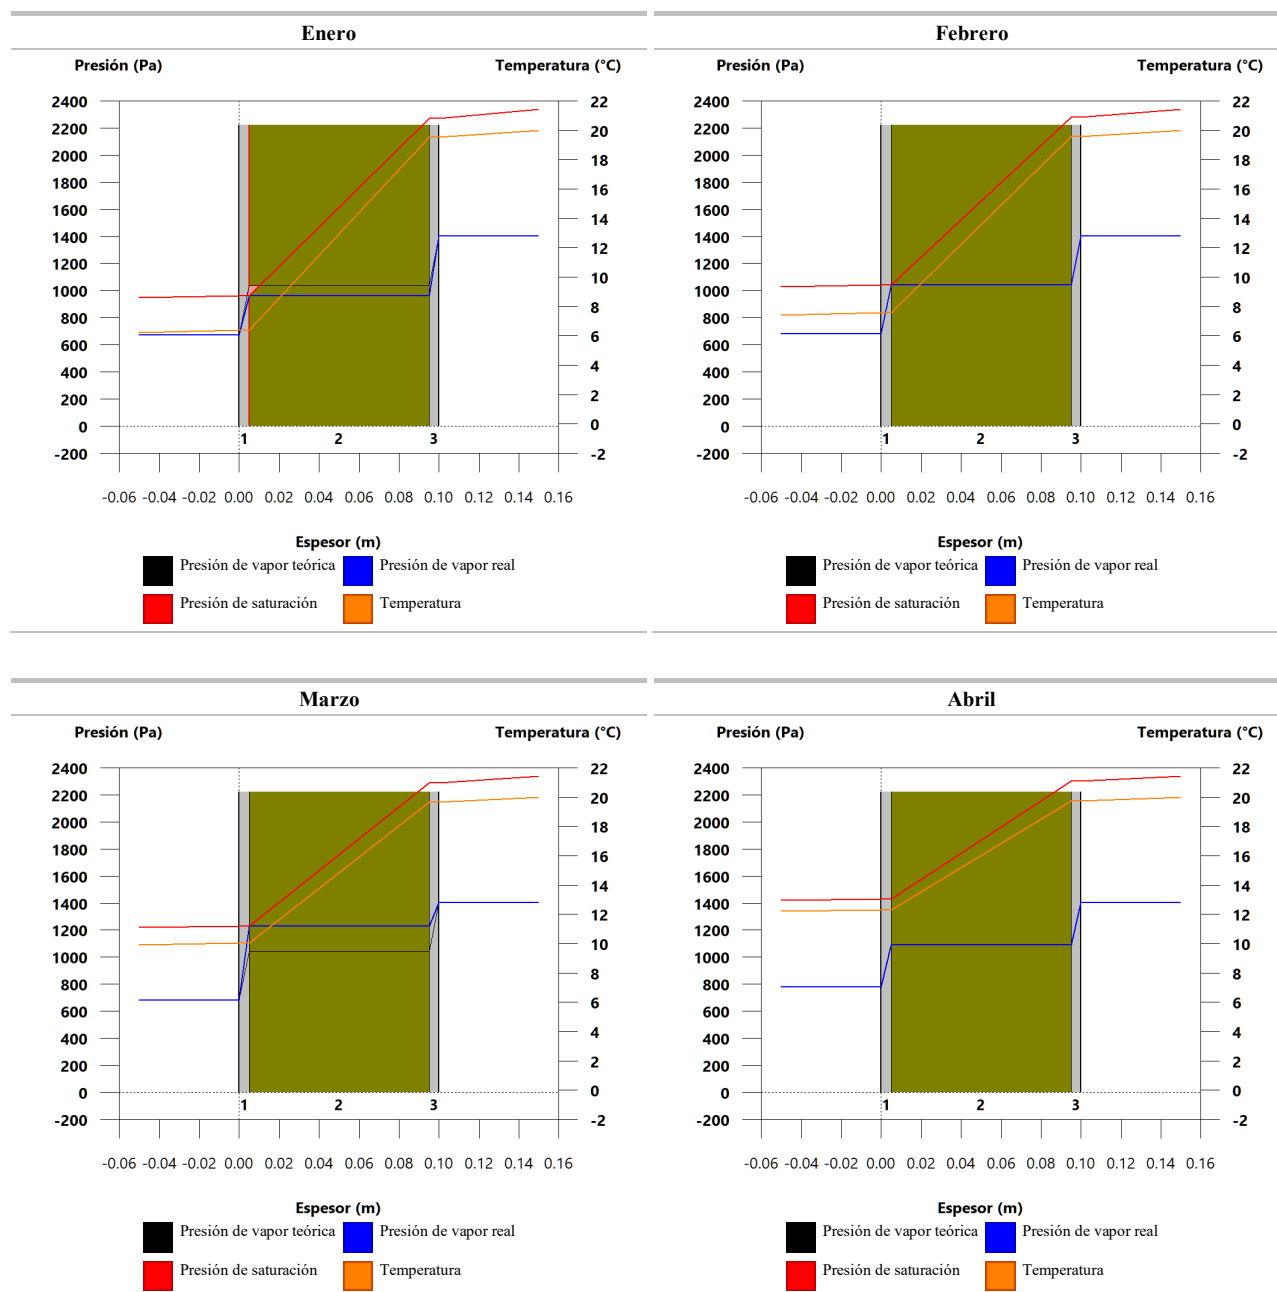 Enero
Presión (Pa) Temperatura (°C)
2400 22
2200 20
2000 18
1800 16
1600 14
1400 12
1200 10
1000 8
800 6
600 4
400 2
200 0
0 -2
-200
1 2 3
-0.06 -0.04 -0.02 0.00 0.02 0.04 0.06 0.08 0.10 0.12 0.14 0.16
Espesor (m)
Presión de vapor teórica Presión de vapor real
Presión de saturación Temperatura
Febrero
Presión (Pa) Temperatura (°C)
2400 22
2200 20
2000 18
1800 16
1600 14
1400 12
1200 10
1000 8
800 6
600 4
400 2
200 0
0 -2
-200
1 2 3
-0.06 -0.04 -0.02 0.00 0.02 0.04 0.06 0.08 0.10 0.12 0.14 0.16
Espesor (m)
Presión de vapor teórica Presión de vapor real
Presión de saturación Temperatura
Marzo
Presión (Pa) Temperatura (°C)
2400 22
2200 20
2000 18
1800 16
1600 14
1400 12
1200 10
1000 8
800 6
600 4
400 2
200 0
0 -2
-200
1 2 3
-0.06 -0.04 -0.02 0.00 0.02 0.04 0.06 0.08 0.10 0.12 0.14 0.16
Espesor (m)
Presión de vapor teórica Presión de vapor real
Presión de saturación Temperatura
Abril
Presión (Pa) Temperatura (°C)
2400 22
2200 20
2000 18
1800 16
1600 14
1400 12
1200 10
1000 8
800 6
600 4
400 2
200 0
0 -2
-200
1 2 3
-0.06 -0.04 -0.02 0.00 0.02 0.04 0.06 0.08 0.10 0.12 0.14 0.16
Espesor (m)
Presión de vapor teórica Presión de vapor real
Presión de saturación Temperatura